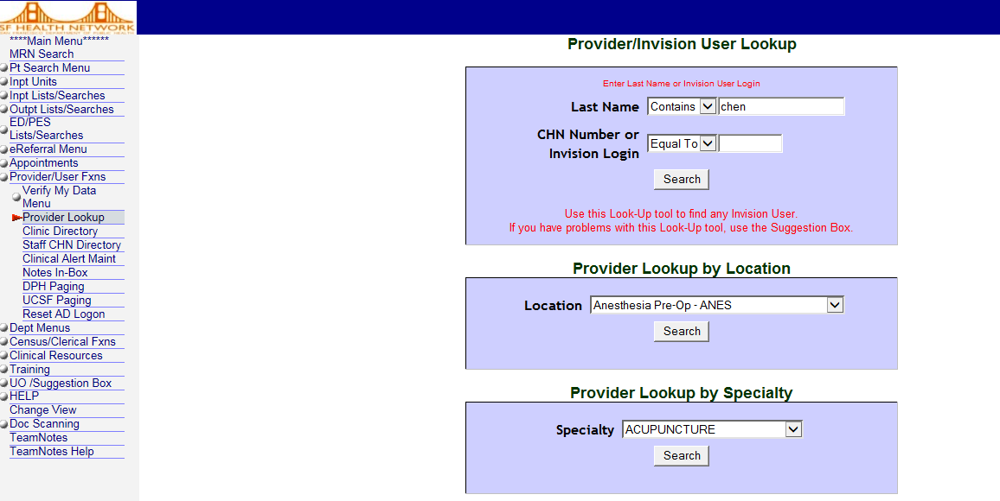 SF HEALTH NETWORK
****Main Menu******
MRN Search
Pt Search Menu
Inpt Units
Inpt Lists/Searches
Outpt Lists/Searches
ED/PES
Lists/Searches
eReferral Menu
Appointments
Provider/User Fxns
Verify My Data
Menu
Provider Lookup
Clinic Directory
Staff CHN Directory
Clinical Alert Maint
Notes In-Box
DPH Paging
UCSF Paging
Reset AD Logon
Dept Menus
Census/Clerical Fxns
Clinical Resources
Training
UO /Suggestion Box
HELP
Change View
Doc Scanning
TeamNotes
TeamNotes Help
Provider/Invision User Lookup
Enter Last Name or Invision User Login
Last Name Contains chen
CHN Number or
Invision Login Equal To
Search
Use this Look-Up tool to find any Invision User.
If you have problems with this Look-Up tool, use the Suggestion Box.
Provider Lookup by Location
Location Anesthesia Pre-Op - ANES
Search
Provider Lookup by Specialty
Specialty ACUPUNCTURE
Search